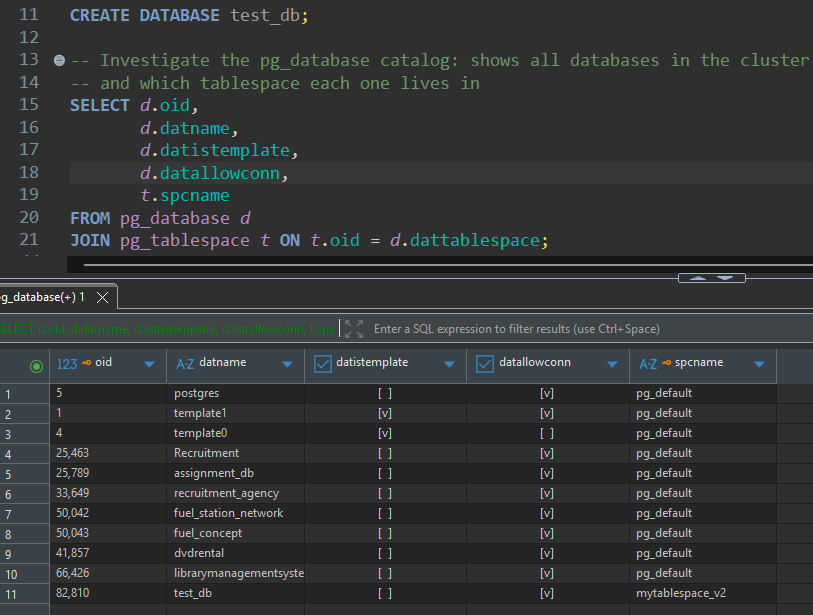 11 CREATE DATABASE test_db;
12
13 -- Investigate the pg_database catalog: shows all databases in the cluster
14 -- and which tablespace each one lives in
15 SELECT d.oid,
16 d.datname,
17 d.datistemplate,
18 d.datallowconn,
19 t.spcname
20 FROM pg_database d
21 JOIN pg_tablespace t ON t.oid = d.dattablespace;
g_database(+) 1
SELECT d.oid, d.datname, d.datistemplate, d.datallowconn, t.spc Enter a SQL expression to filter results (use Ctrl+Space)
123 oid A-Z datname datistemplate datallowconn A-Z spcname
1 5 postgres [ ] [v] pg_default
2 1 template1 [v] [v] pg_default
3 4 template0 [v] [ ] pg_default
4 25,463 Recruitment [ ] [v] pg_default
5 25,789 assignment_db [ ] [v] pg_default
6 33,649 recruitment_agency [ ] [v] pg_default
7 50,042 fuel_station_network [ ] [v] pg_default
8 50,043 fuel_concept [ ] [v] pg_default
9 41,857 dvdrental [ ] [v] pg_default
10 66,426 librarymanagementsyste [ ] [v] pg_default
11 82,810 test_db [ ] [v] mytablespace_v2